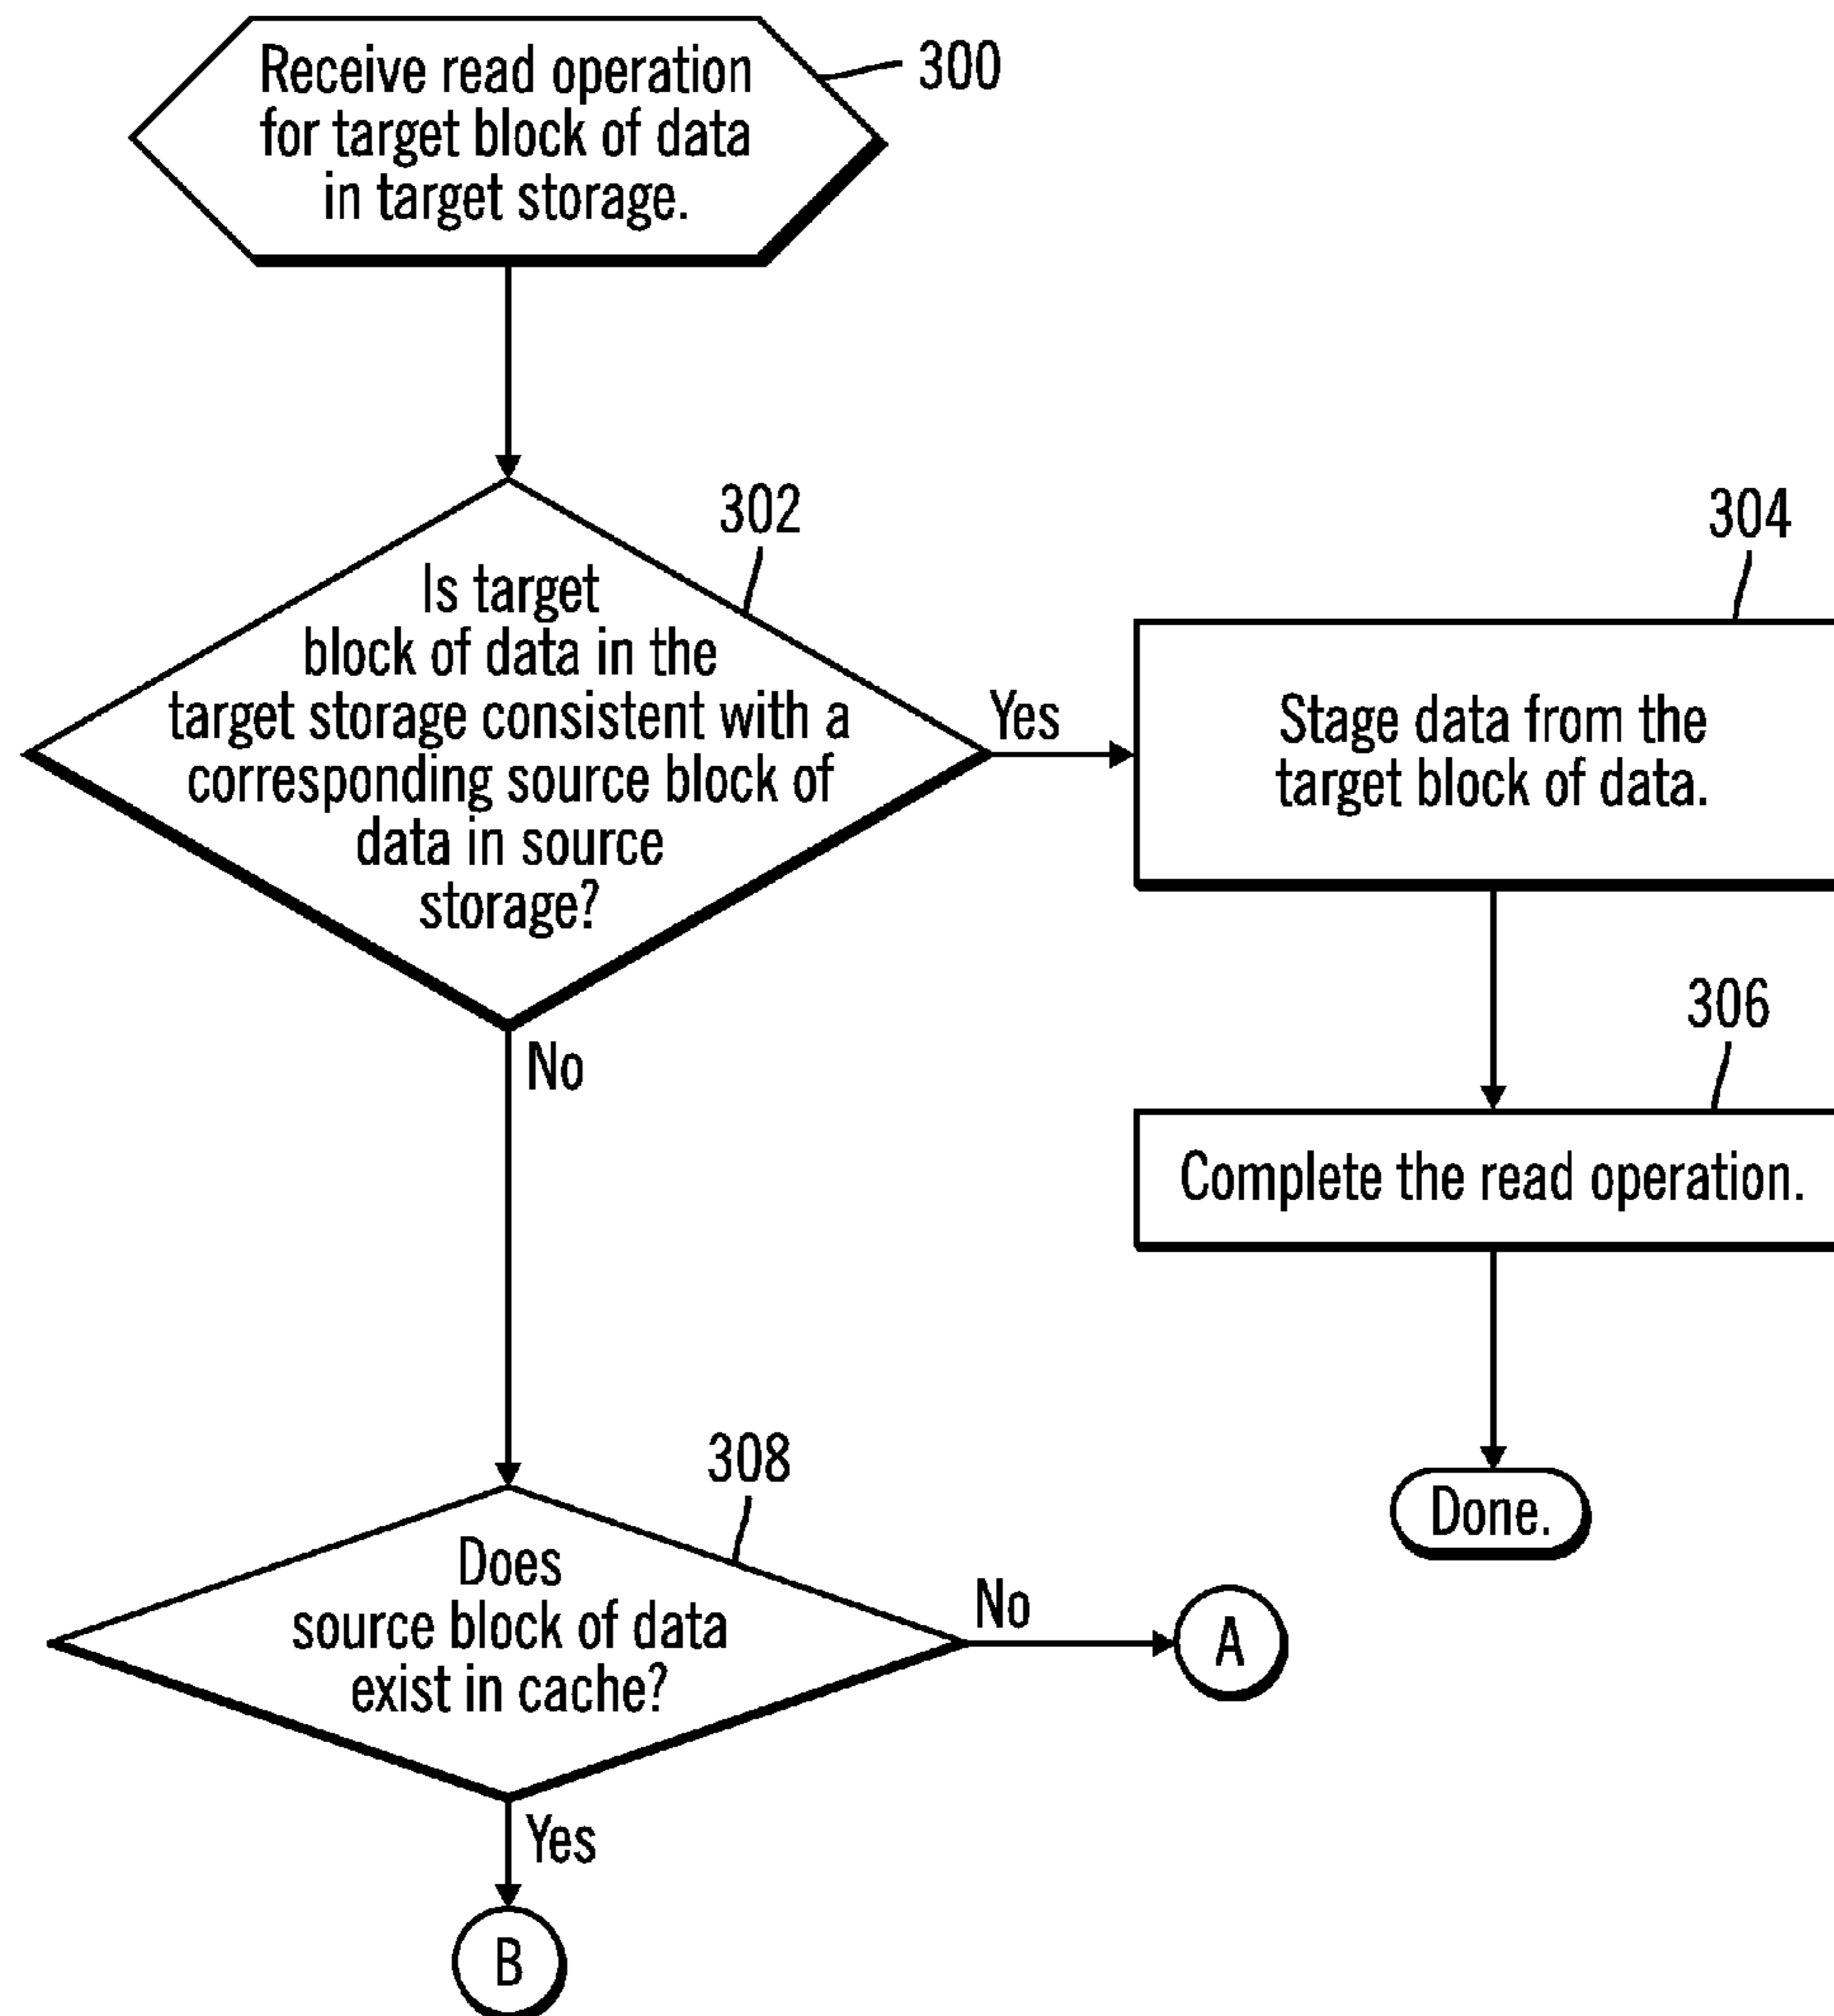 Receive read operation
for target block of data
in target storage.
300
302
Is target
block of data in the
target storage consistent with a
corresponding source block of
data in source
storage?
Yes
No
304
Stage data from the
target block of data.
306
Complete the read operation.
Done.
308
Does
source block of data
exist in cache?
No
A
Yes
B